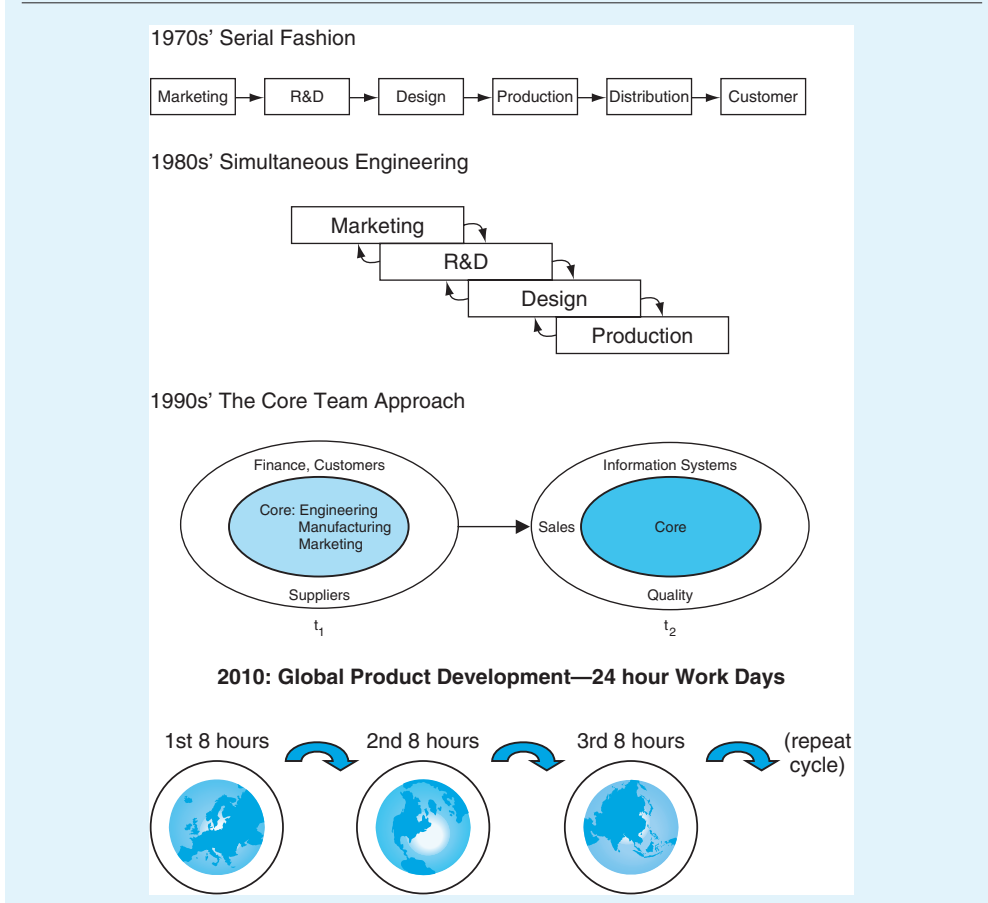 1970s’ Serial Fashion
Marketing
R&D
Design
Production
Distribution
Customer
1980s’ Simultaneous Engineering
Marketing
R&D
Design
Production
1990s’ The Core Team Approach
Finance, Customers
Core: Engineering
Manufacturing
Marketing
Suppliers
t1
Information Systems
Sales
Core
Quality
t2
2010: Global Product Development—24 hour Work Days
1st 8 hours
2nd 8 hours
3rd 8 hours
(repeat
cycle)